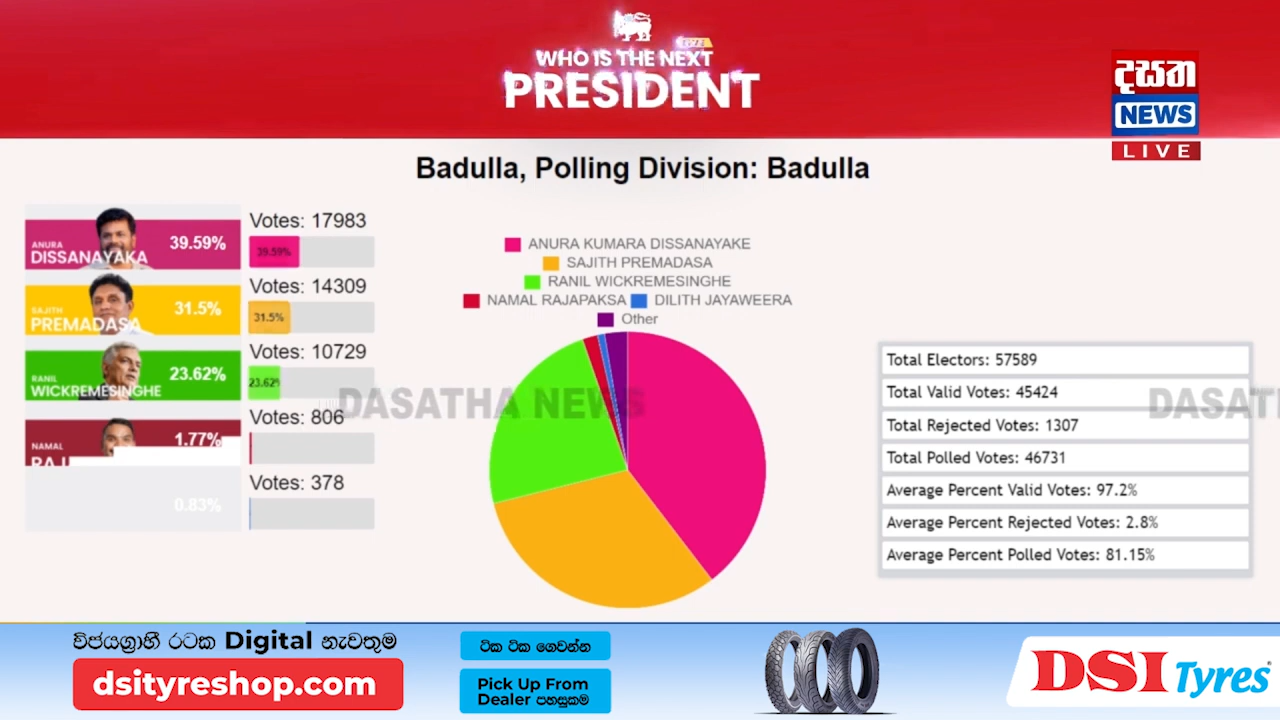 WHO IS THE NEXT
PRESIDENT
දසත
NEWS
LIVE
Badulla, Polling Division: Badulla
ANURA
DISSANAYAKA
39.59%
Votes: 17983
39.59%
SAJITH
PREMADASA
31.5%
Votes: 14309
31.5%
RANIL
WICKREMESINGHE
23.62%
Votes: 10729
23.62%
NAMAL
1.77%
Votes: 806
0.83%
Votes: 378
ANURA KUMARA DISSANAYAKE
SAJITH PREMADASA
RANIL WICKREMESINGHE
NAMAL RAJAPAKSA DILITH JAYAWEERA
Other
DASATHA NEWS
Total Electors: 57589
Total Valid Votes: 45424
Total Rejected Votes: 1307
Total Polled Votes: 46731
Average Percent Valid Votes: 97.2%
Average Percent Rejected Votes: 2.8%
Average Percent Polled Votes: 81.15%
DASAT
විජයග්‍රාහී රටක Digital නැවතුම
dsityreshop.com
ටික ටික ගෙවන්න
Pick Up From
Dealer පහසුකම
DSI Tyres